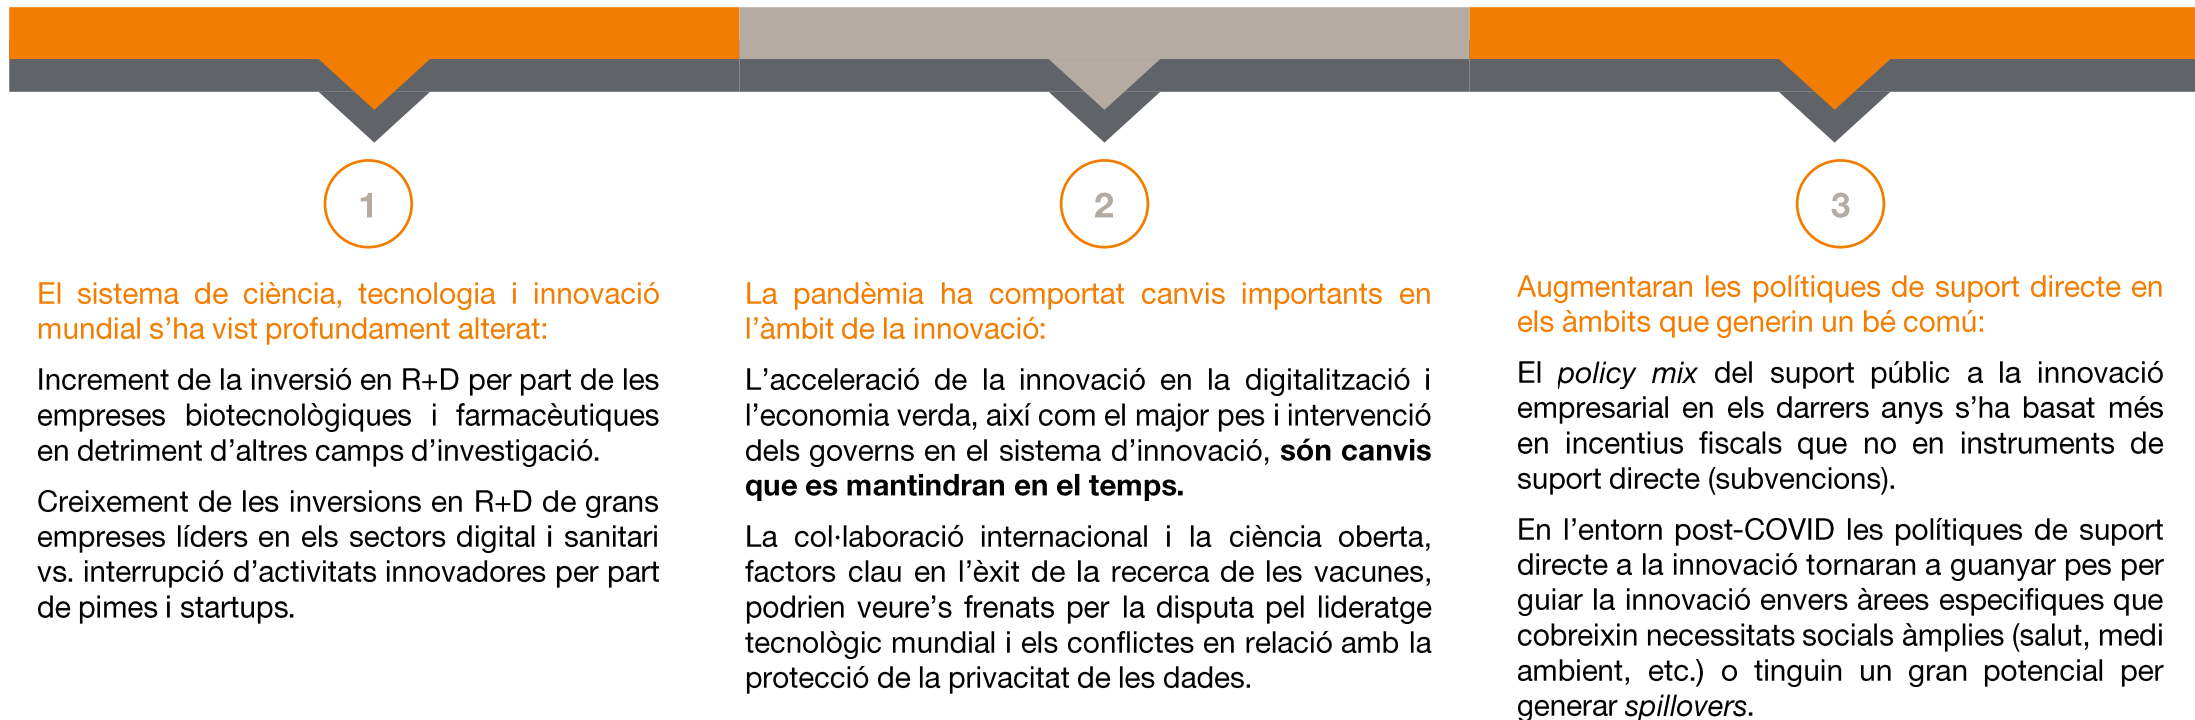 1
El sistema de ciència, tecnologia i innovació
mundial s’ha vist profundament alterat:
Increment de la inversió en R+D per part de les
empreses biotecnològiques i farmacèutiques
en detriment d’altres camps d’investigació.
Creixement de les inversions en R+D de grans
empreses líders en els sectors digital i sanitari
vs. interrupció d’activitats innovadores per part
de pimes i startups.
2
La pandèmia ha comportat canvis importants en
l’àmbit de la innovació:
L’acceleració de la innovació en la digitalització i
l’economia verda, així com el major pes i intervenció
dels governs en el sistema d’innovació, són canvis
que es mantindran en el temps.
La col·laboració internacional i la ciència oberta,
factors clau en l’èxit de la recerca de les vacunes,
podrien veure’s frenats per la disputa pel lideratge
tecnològic mundial i els conflictes en relació amb la
protecció de la privacitat de les dades.
3
Augmentaran les polítiques de suport directe en
els àmbits que generin un bé comú:
El policy mix del suport públic a la innovació
empresarial en els darrers anys s’ha basat més
en incentius fiscals que no en instruments de
suport directe (subvencions).
En l’entorn post-COVID les polítiques de suport
directe a la innovació tornaran a guanyar pes per
guiar la innovació envers àrees especifiques que
cobreixin necessitats socials àmplies (salut, medi
ambient, etc.) o tinguin un gran potencial per
generar spillovers.